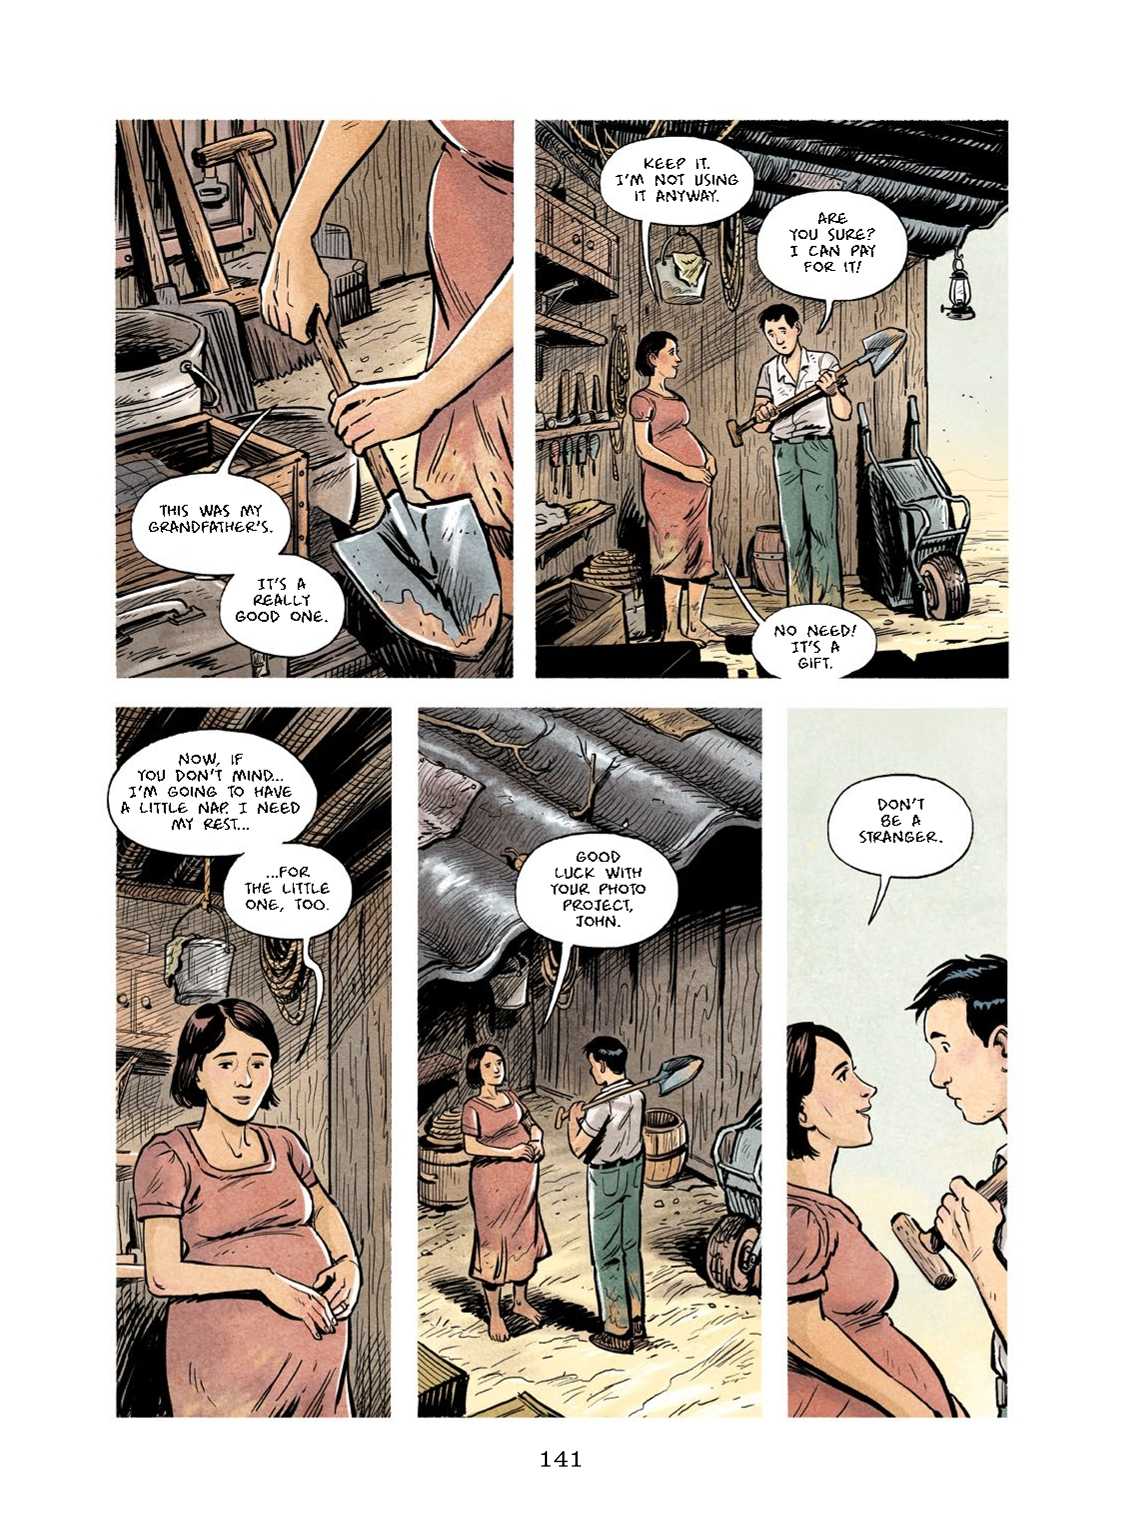 THIS WAS MY
GRANDFATHER'S.
IT'S A
REALLY
GOOD ONE.
KEEP IT.
I'M NOT USING
IT ANYWAY.
ARE
YOU SURE?
I CAN PAY
FOR IT!
NO NEED!
IT'S A
GIFT.
NOW, IF
YOU DON'T MIND...
I'M GOING TO HAVE
A LITTLE NAP. I NEED
MY REST...
...FOR
THE LITTLE
ONE, TOO.
GOOD
LUCK WITH
YOUR PHOTO
PROJECT,
JOHN.
DON'T
BE A
STRANGER.
141